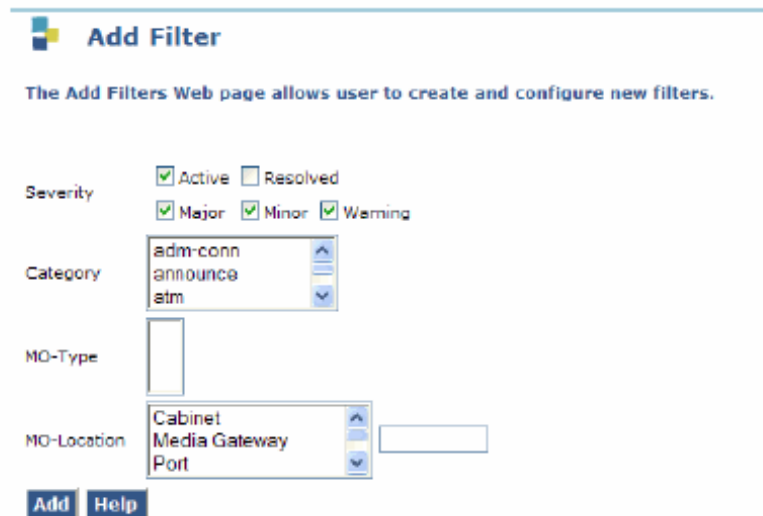 Add Filter
The Add Filters Web page allows user to create and configure new filters.
Severity
Active Resolved
Major Minor Warning
Category
adm-conn
announce
atm
MO-Type
MO-Location
Cabinet
Media Gateway
Port
Add Help